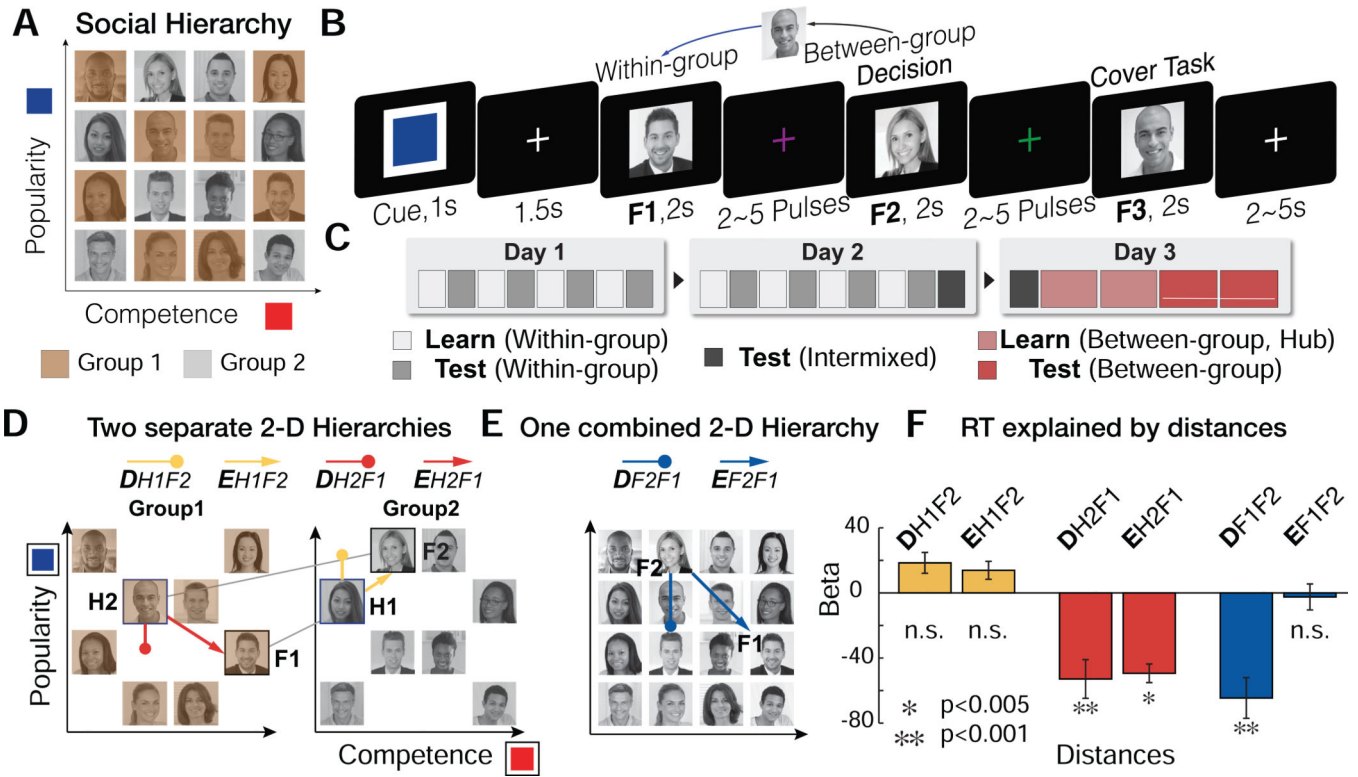 A
Social Hierarchy
Popularity
Competence
Group 1
Group 2
B
Within-group
Between-group
Decision
Cover Task
Cue,1s
1.5s
F1,2s
2~5 Pulses
F2, 2s
2~5 Pulses
F3, 2s
2~5s
C
Day 1
Day 2
Day 3
Learn (Within-group)
Test (Within-group)
Test (Intermixed)
Learn (Between-group, Hub)
Test (Between-group)
D
Two separate 2-D Hierarchies
DH1F2
EH1F2
DH2F1
EH2F1
Group1
Group2
H2
F1
F2
H1
Popularity
Competence
E
One combined 2-D Hierarchy
DF2F1
EF2F1
F2
F1
F
RT explained by distances
DH1F2
EH1F2
DH2F1
EH2F1
DF1F2
EF1F2
Beta
40
0
-40
-80
n.s.
n.s.
n.s.
** * **
* p<0.005
** p<0.001
Distances